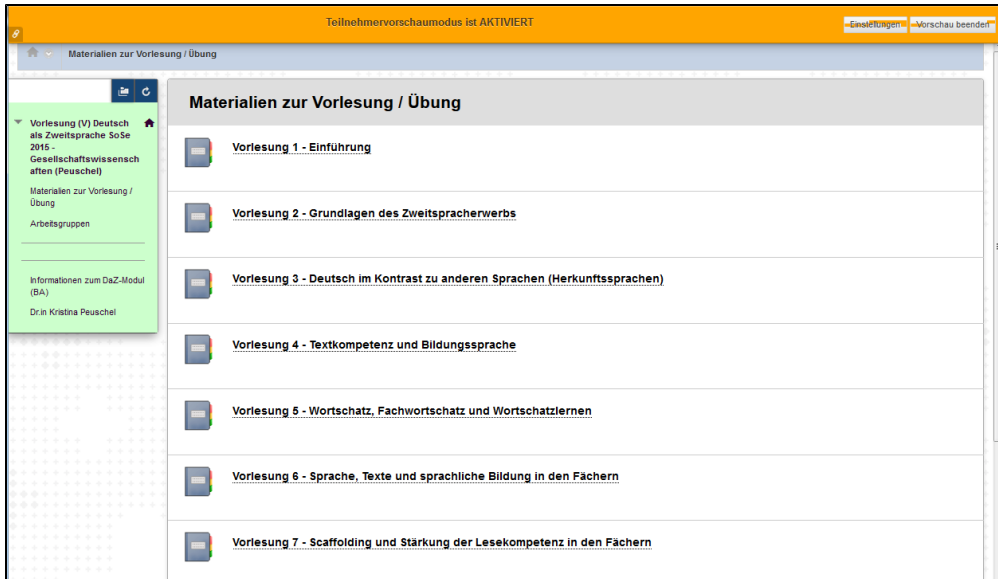 Teilnehmervorschaumodus ist AKTIVIERT
Einstellungen
Vorschau beenden
Materialien zur Vorlesung / Übung
Vorlesung (V) Deutsch
als Zweitsprache SoSe
2015 -
Gesellschaftswissensch
aften (Peuschel)
Materialien zur Vorlesung /
Übung
Arbeitsgruppen
Informationen zum DaZ-Modul
(BA)
Dr.in Kristina Peuschel
Materialien zur Vorlesung / Übung
Vorlesung 1 - Einführung
Vorlesung 2 - Grundlagen des Zweitspracherwerbs
Vorlesung 3 - Deutsch im Kontrast zu anderen Sprachen (Herkunftssprachen)
Vorlesung 4 - Textkompetenz und Bildungssprache
Vorlesung 5 - Wortschatz, Fachwortschatz und Wortschatzlernen
Vorlesung 6 - Sprache, Texte und sprachliche Bildung in den Fächern
Vorlesung 7 - Scaffolding und Stärkung der Lesekompetenz in den Fächern